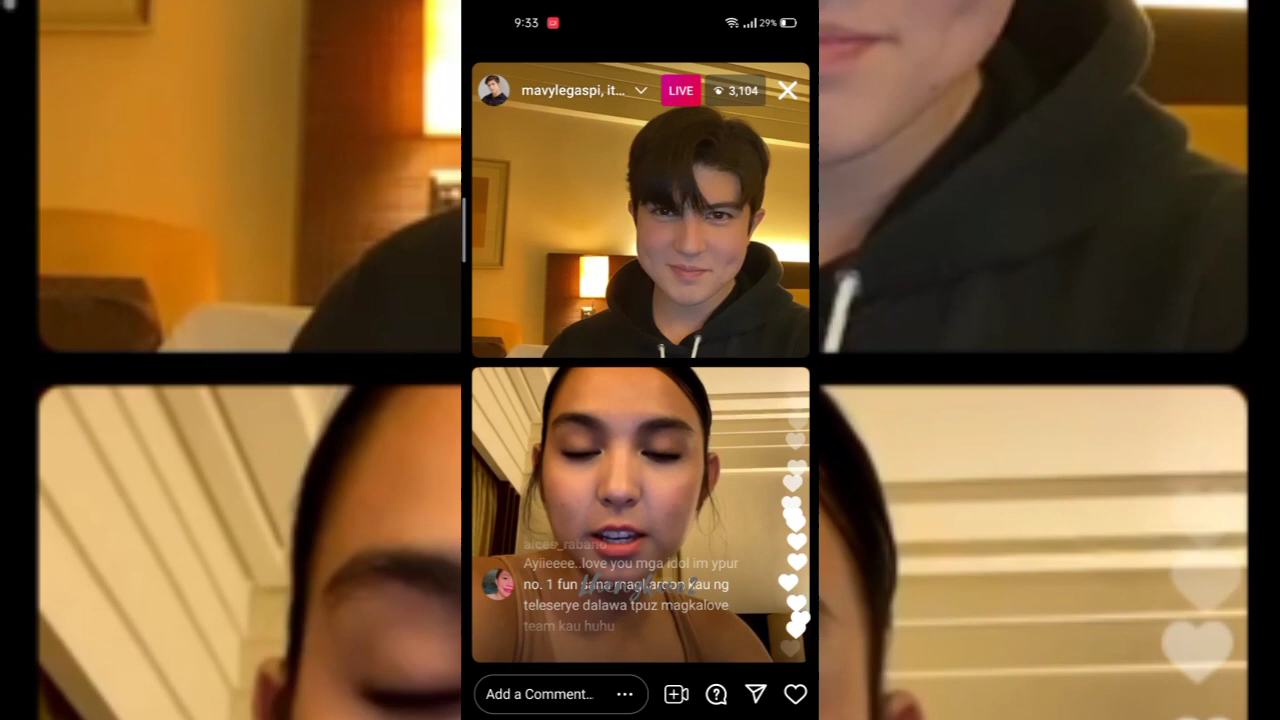 9:33
29%
mavylegaspi, it...
LIVE
3,104
aices_rabano
Ayiieeee..love you mga idol im ypur
no. 1 fun sana magkaroon kau ng
teleserye dalawa tpuz magkalove
team kau huhu
Add a Comment...